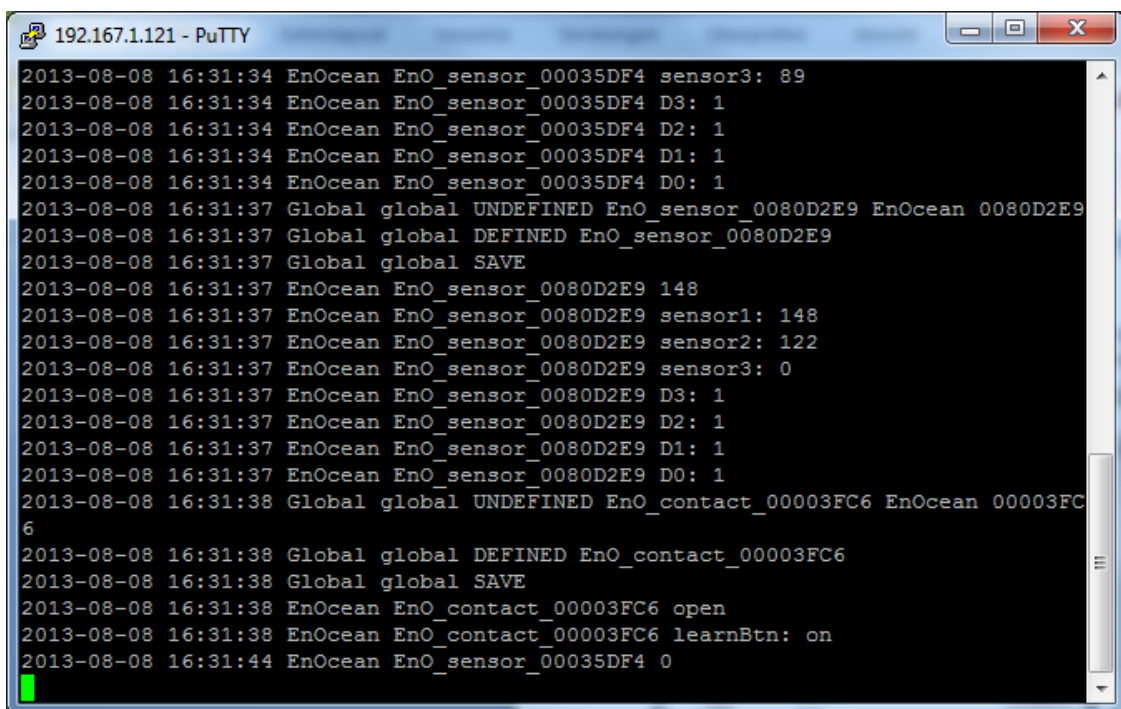 192.167.1.121 - PuTTY
2013-08-08 16:31:34 EnOcean EnO_sensor_00035DF4 sensor3: 89
2013-08-08 16:31:34 EnOcean EnO_sensor_00035DF4 D3: 1
2013-08-08 16:31:34 EnOcean EnO_sensor_00035DF4 D2: 1
2013-08-08 16:31:34 EnOcean EnO_sensor_00035DF4 D1: 1
2013-08-08 16:31:34 EnOcean EnO_sensor_00035DF4 D0: 1
2013-08-08 16:31:37 Global global UNDEFINED EnO_sensor_0080D2E9 EnOcean 0080D2E9
2013-08-08 16:31:37 Global global DEFINED EnO_sensor_0080D2E9
2013-08-08 16:31:37 Global global SAVE
2013-08-08 16:31:37 EnOcean EnO_sensor_0080D2E9 148
2013-08-08 16:31:37 EnOcean EnO_sensor_0080D2E9 sensor1: 148
2013-08-08 16:31:37 EnOcean EnO_sensor_0080D2E9 sensor2: 122
2013-08-08 16:31:37 EnOcean EnO_sensor_0080D2E9 sensor3: 0
2013-08-08 16:31:37 EnOcean EnO_sensor_0080D2E9 D3: 1
2013-08-08 16:31:37 EnOcean EnO_sensor_0080D2E9 D2: 1
2013-08-08 16:31:37 EnOcean EnO_sensor_0080D2E9 D1: 1
2013-08-08 16:31:37 EnOcean EnO_sensor_0080D2E9 D0: 1
2013-08-08 16:31:38 Global global UNDEFINED EnO_contact_00003FC6 EnOcean 00003FC
6
2013-08-08 16:31:38 Global global DEFINED EnO_contact_00003FC6
2013-08-08 16:31:38 Global global SAVE
2013-08-08 16:31:38 EnOcean EnO_contact_00003FC6 open
2013-08-08 16:31:38 EnOcean EnO_contact_00003FC6 learnBtn: on
2013-08-08 16:31:44 EnOcean EnO_sensor_00035DF4 0